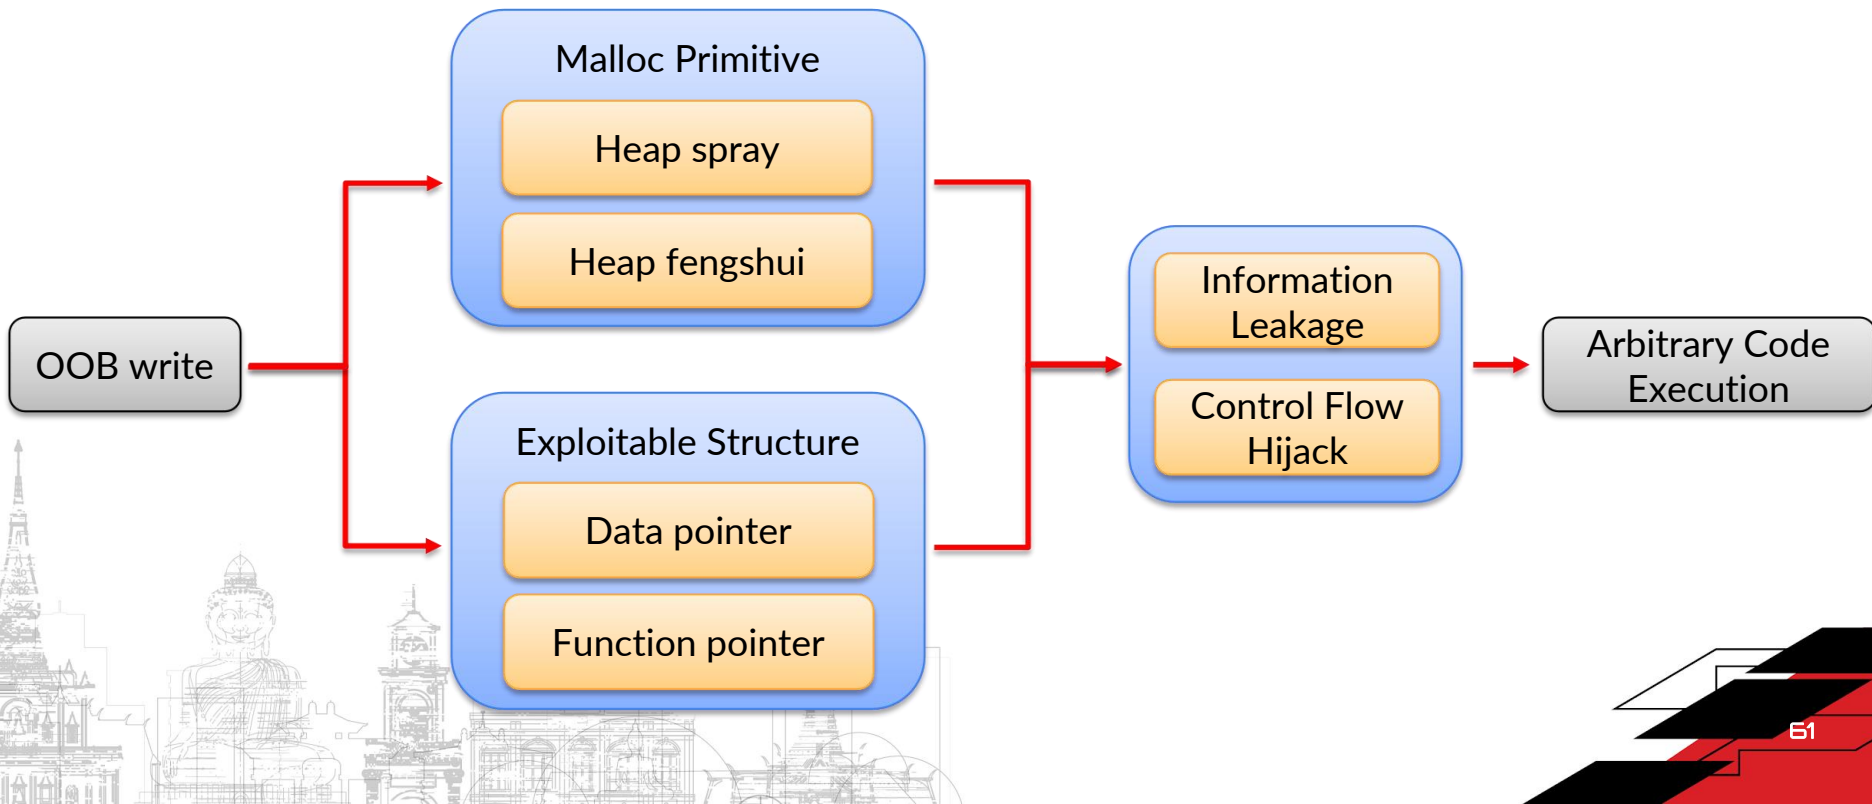 Malloc Primitive
Heap spray
Heap fengshui
OOB write
Exploitable Structure
Data pointer
Function pointer
Information
Leakage
Control Flow
Hijack
Arbitrary Code
Execution
61